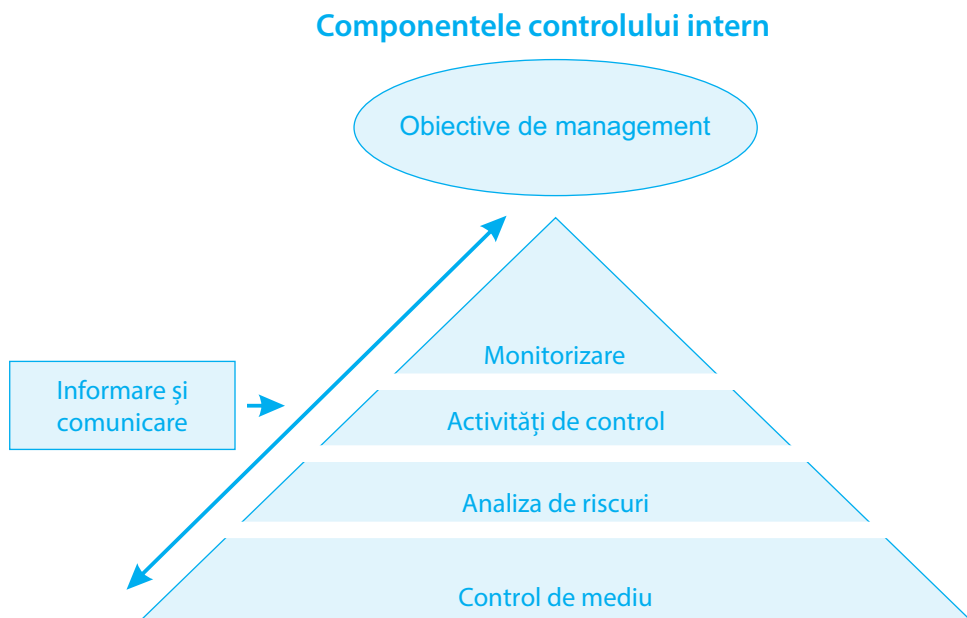 Componentele controlului intern
Obiective de management
Monitorizare
Informare și
comunicare
Activități de control
Analiza de riscuri
Control de mediu